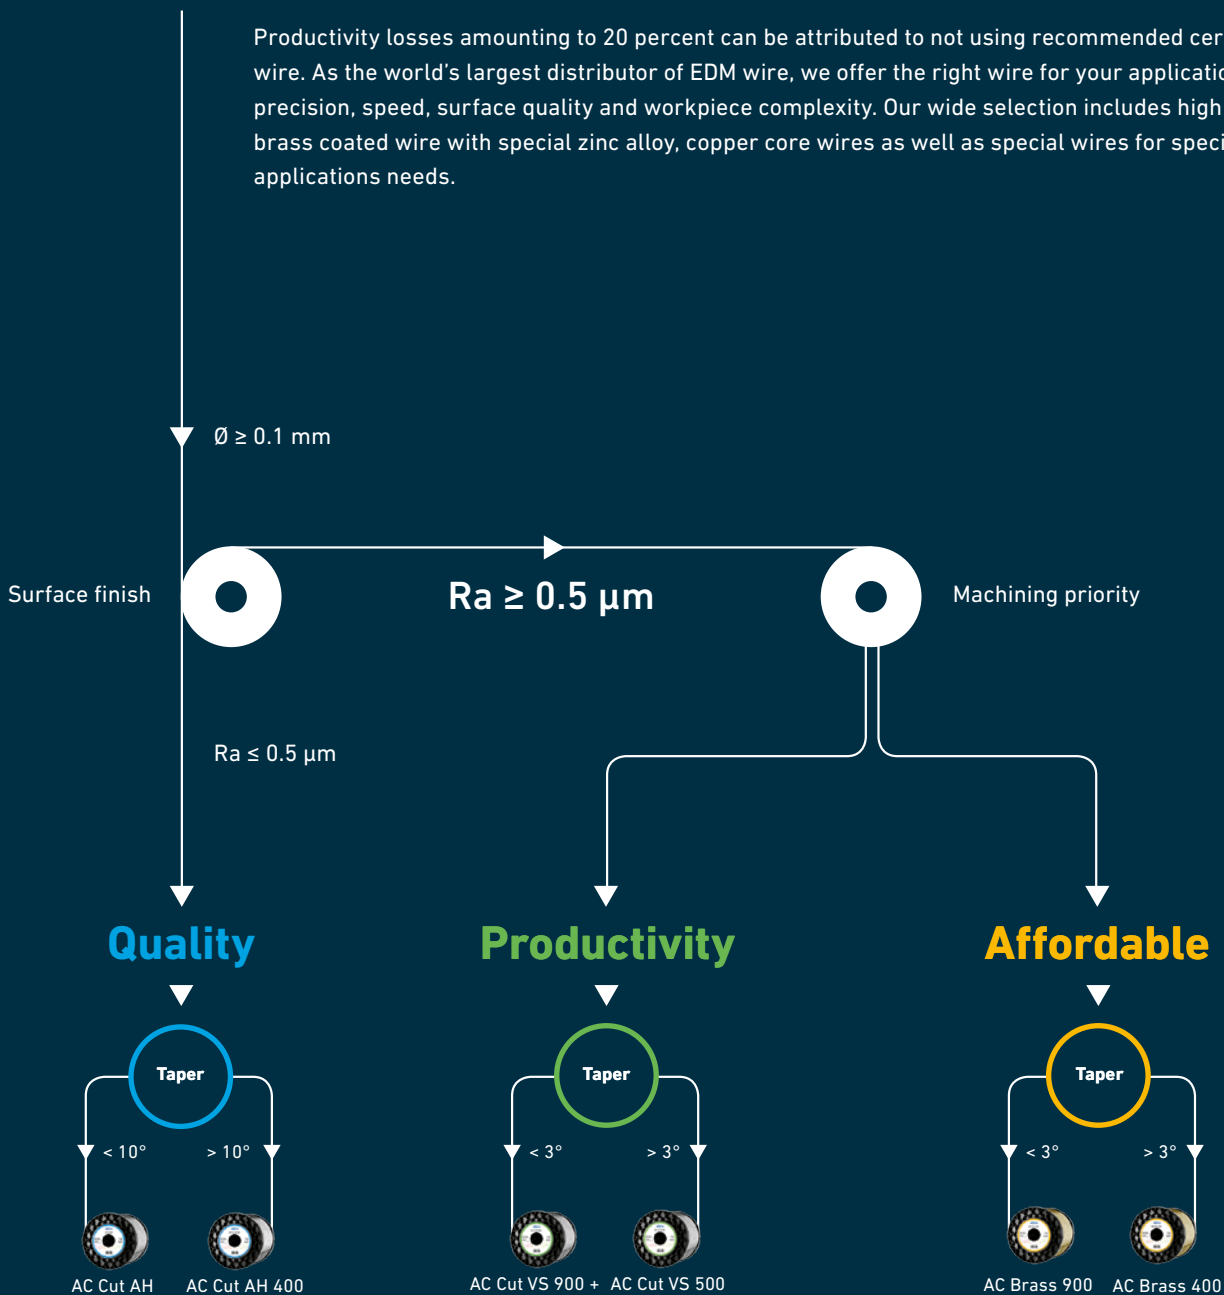 Productivity losses amounting to 20 percent can be attributed to not using recommended cer
wire. As the world's largest distributor of EDM wire, we offer the right wire for your applicatio
precision, speed, surface quality and workpiece complexity. Our wide selection includes high
brass coated wire with special zinc alloy, copper core wires as well as special wires for speci
applications needs.
Ø ≥ 0.1 mm
Surface finish
Ra ≥ 0.5 µm
Machining priority
Ra ≤ 0.5 µm
Quality
Productivity
Affordable
Taper
Taper
Taper
< 10°
> 10°
< 3°
> 3°
< 3°
> 3°
AC Cut AH
AC Cut AH 400
AC Cut VS 900 +
AC Cut VS 500
AC Brass 900
AC Brass 400